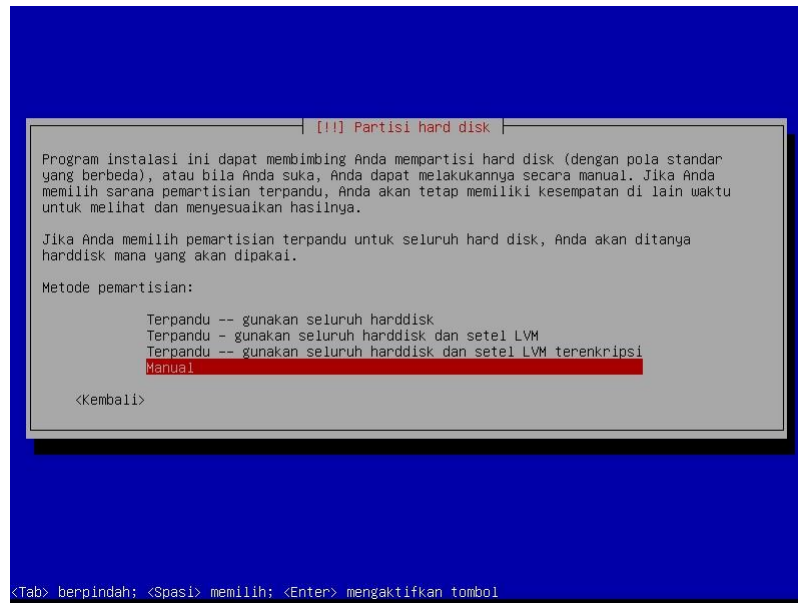 [!!] Partisi hard disk
Program instalasi ini dapat membimbing Anda mempartisi hard disk (dengan pola standar
yang berbeda), atau bila Anda suka, Anda dapat melakukannya secara manual. Jika Anda
memilih sarana pemartisian terpandu, Anda akan tetap memiliki kesempatan di lain waktu
untuk melihat dan menyesuaikan hasilnya.
Jika Anda memilih pemartisian terpandu untuk seluruh hard disk, Anda akan ditanya
harddisk mana yang akan dipakai.
Metode pemartisian:
Terpandu -- gunakan seluruh harddisk
Terpandu - gunakan seluruh harddisk dan setel LVM
Terpandu -- gunakan seluruh harddisk dan setel LVM terenkripsi
Manual
<Kembali>
<Tab> berpindah; <Spasi> memilih; <Enter> mengaktifkan tombol